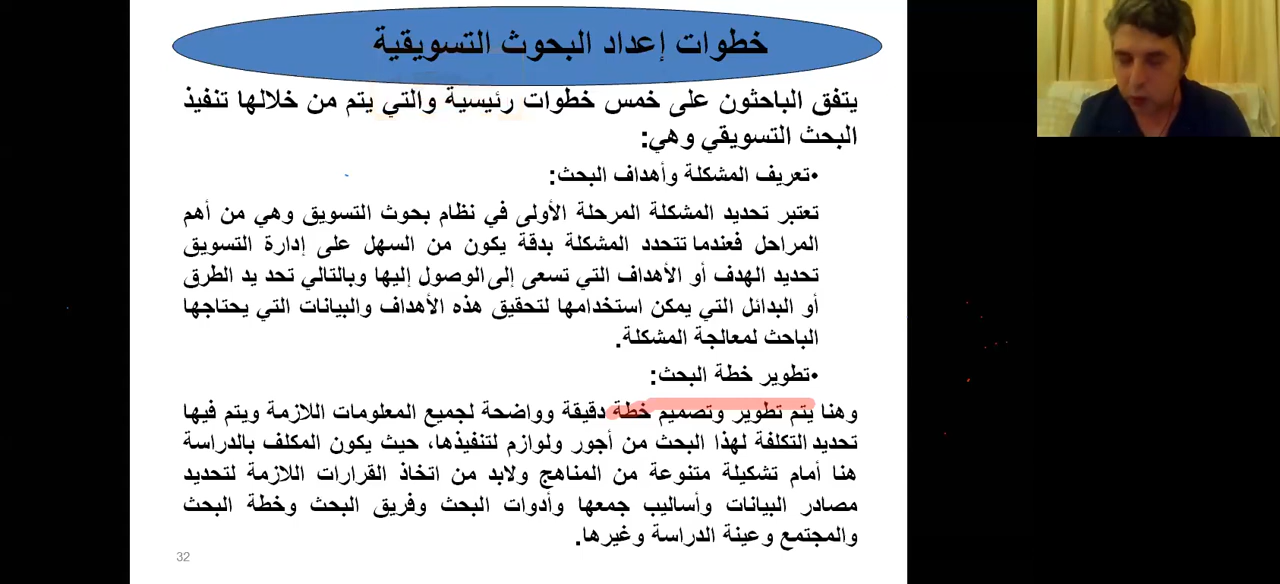 خطوات إعداد البحوث التسويقية
يتفق الباحثون على خمس خطوات رئيسية والتي يتم من خلالها تنفيذ
البحث التسويقي وهي:
•تعريف المشكلة وأهداف البحث:
تعتبر تحديد المشكلة المرحلة الأولى في نظام بحوث التسويق وهي من أهم
المراحل فعندما تتحدد المشكلة بدقة يكون من السهل على إدارة التسويق
تحديد الهدف أو الأهداف التي تسعى إلى الوصول إليها وبالتالي تحد يد الطرق
أو البدائل التي يمكن استخدامها لتحقيق هذه الأهداف والبيانات التي يحتاجها
الباحث لمعالجة المشكلة.
•تطوير خطة البحث:
وهنا يتم تطوير وتصميم خطة دقيقة وواضحة لجميع المعلومات اللازمة ويتم فيها
تحديد التكلفة لهذا البحث من أجور ولوازم لتنفيذها، حيث يكون المكلف بالدراسة
هنا أمام تشكيلة متنوعة من المناهج ولابد من اتخاذ القرارات اللازمة لتحديد
مصادر البيانات وأساليب جمعها وأدوات البحث وفريق البحث وخطة البحث
والمجتمع وعينة الدراسة وغيرها.
32